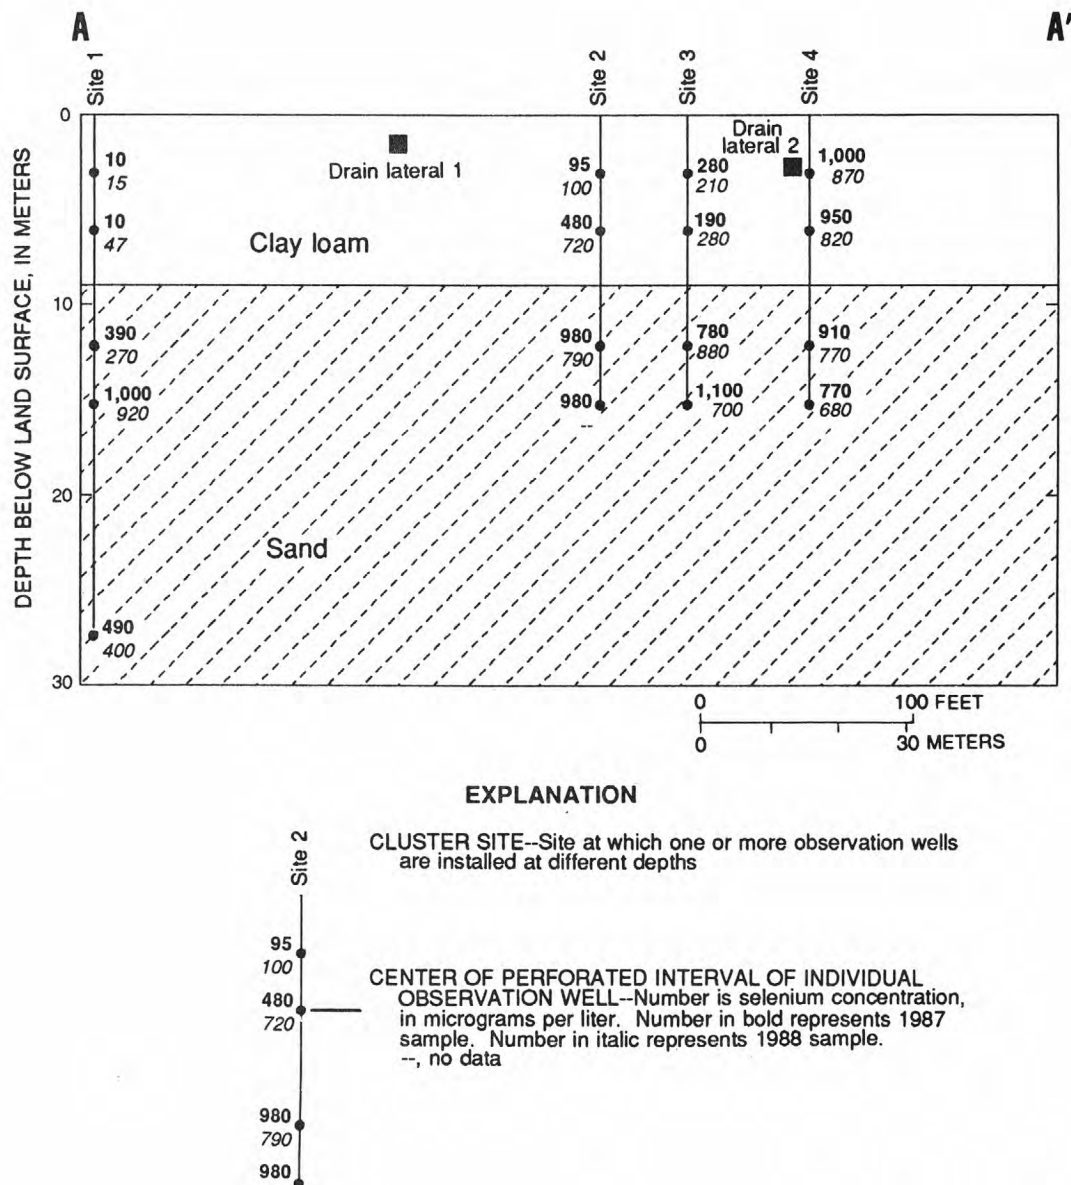 A
A′
Site 1
Site 2
Site 3
Site 4
DEPTH BELOW LAND SURFACE, IN METERS
0
10
20
30
10
15
10
47
390
270
1,000
920
490
400
Drain lateral 1
Clay loam
Sand
95
100
480
720
980
790
980
--
280
210
190
280
780
880
1,100
700
Drain
lateral 2
1,000
870
950
820
910
770
770
680
0 100 FEET
0 30 METERS
EXPLANATION
Site 2
CLUSTER SITE--Site at which one or more observation wells
are installed at different depths
95
100
480
720
980
790
980
CENTER OF PERFORATED INTERVAL OF INDIVIDUAL
OBSERVATION WELL--Number is selenium concentration,
in micrograms per liter. Number in bold represents 1987
sample. Number in italic represents 1988 sample.
--, no data